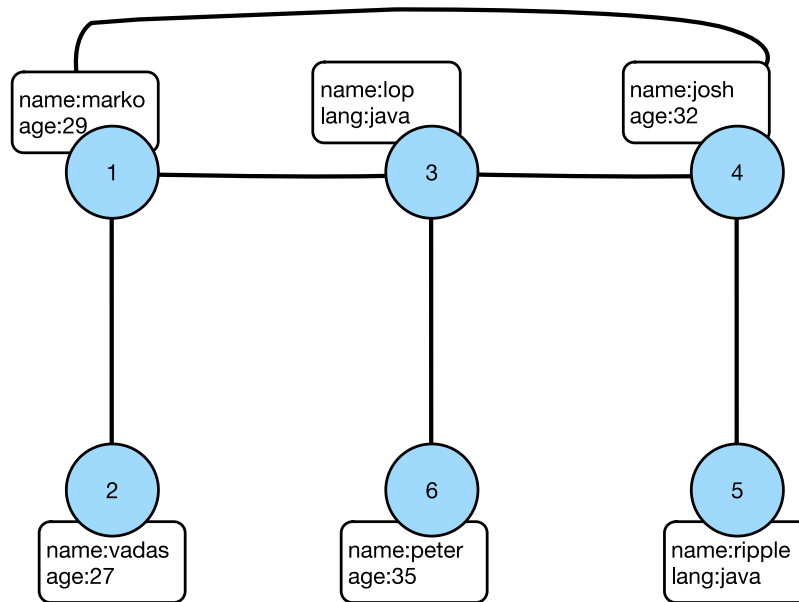 name:marko
age:29
name:lop
lang:java
name:josh
age:32
1
3
4
2
6
5
name:vadas
age:27
name:peter
age:35
name:ripple
lang:java